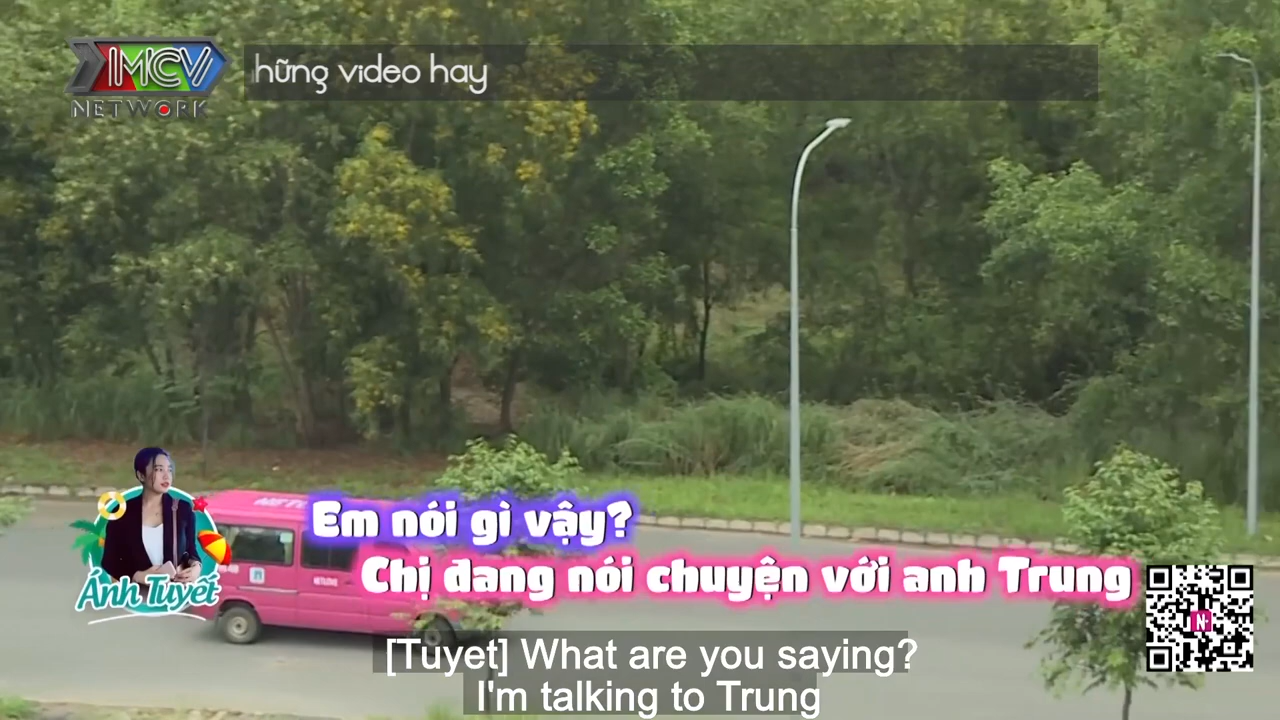 MCV
NETWORK
hững video hay
Em nói gì vậy?
Chị đang nói chuyện với anh Trung
Ánh Tuyết
N+
[Tuyet] What are you saying?
I'm talking to Trung